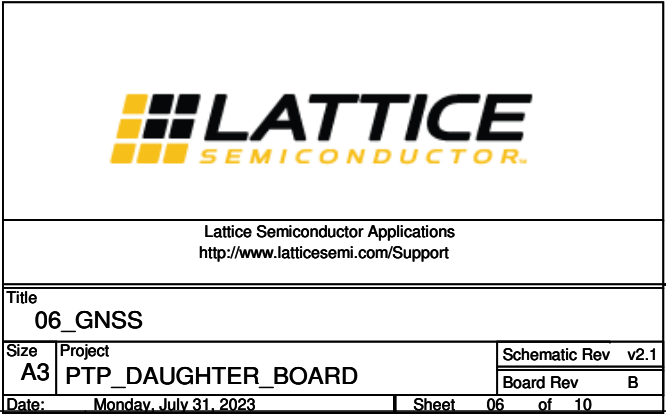 LATTICE
SEMICONDUCTOR™
Lattice Semiconductor Applications
http://www.latticesemi.com/Support
Title
06_GNSS
Size Project
A3 PTP_DAUGHTER_BOARD
Schematic Rev v2.1
Board Rev B
Date: Monday, July 31, 2023 Sheet 06 of 10